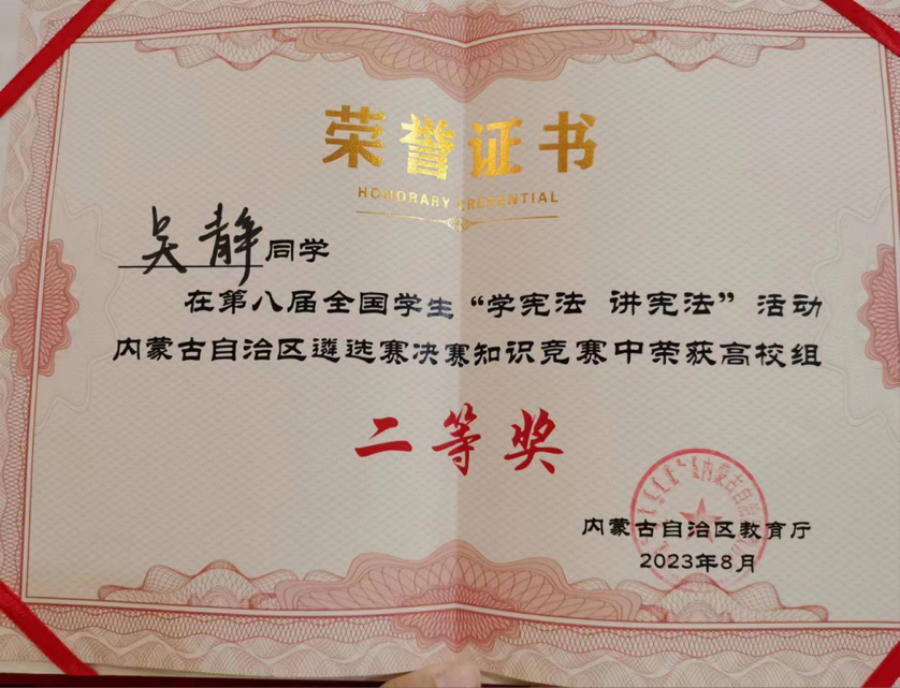 荣誉证书
HONORARY CREDENTIAL
吴静同学
在第八届全国学生“学宪法 讲宪法”活动
内蒙古自治区遴选赛决赛知识竞赛中荣获高校组
二等奖
内蒙古自治区教育厅
2023年8月